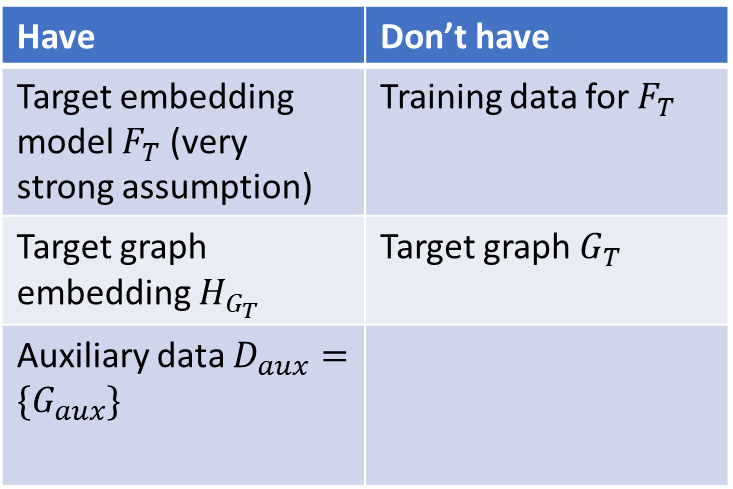 Have
Don't have
Target embedding
model F_T (very
strong assumption)
Training data for F_T
Target graph
embedding H_{G_T}
Target graph G_T
Auxiliary data D_{aux} =
{G_{aux}}